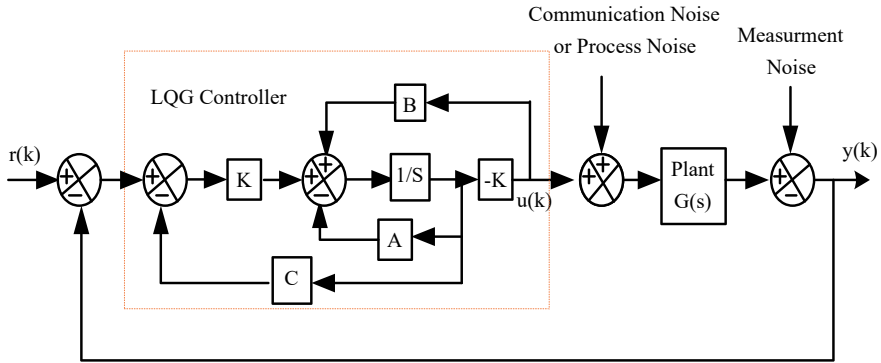 Communication Noise
or Process Noise
Measurment
Noise
LQG Controller
B
r(k)
+
−
+
−
K
+
+
−
1/S
-K
u(k)
+
+
Plant
G(s)
+
−
y(k)
A
C